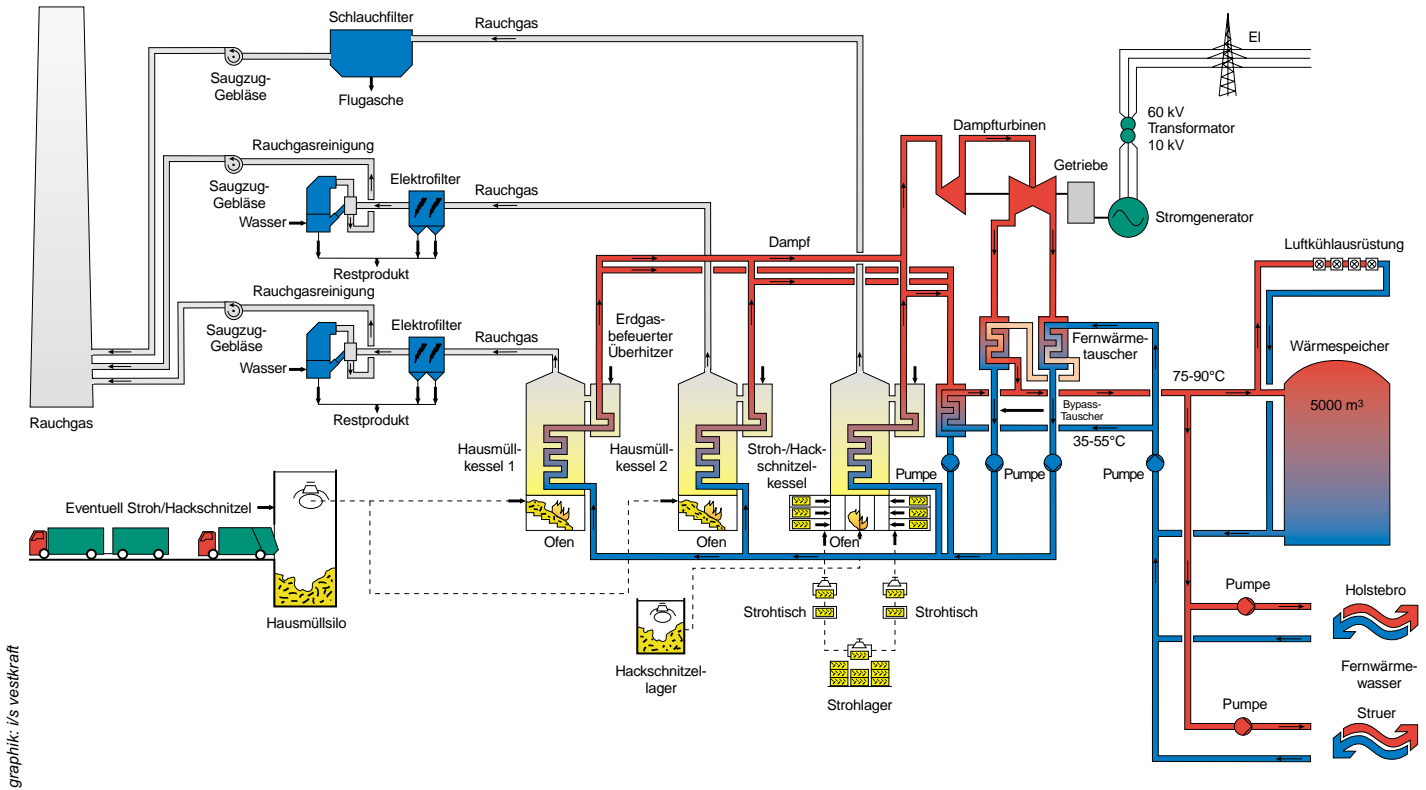 Schlauchfilter
Rauchgas
El
Saugzug-
Gebläse
Flugasche
60 kV
Transformator
10 kV
Dampfturbinen
Rauchgasreinigung
Getriebe
Saugzug-
Gebläse
Elektrofilter
Rauchgas
Wasser
Stromgenerator
Restprodukt
Dampf
Luftkühlausrüstung
Rauchgasreinigung
Saugzug-
Gebläse
Elektrofilter
Rauchgas
Erdgas-
befeuerter
Überhitzer
Fernwärme-
tauscher
Wärmespeicher
Wasser
75-90°C
Restprodukt
5000 m³
Rauchgas
Bypass-
Tauscher
35-55°C
Hausmüll-
kessel 1
Hausmüll-
kessel 2
Stroh-/Hack-
schnitzel-
kessel
Pumpe
Pumpe
Pumpe
Eventuell Stroh/Hackschnitzel
Ofen
Ofen
Ofen
Hausmüllsilo
Strohtisch
Strohtisch
Pumpe
Holstebro
Hackschnitzel-
lager
Strohlager
Fernwärme-
wasser
Pumpe
Struer
graphik: i/s vestkraft